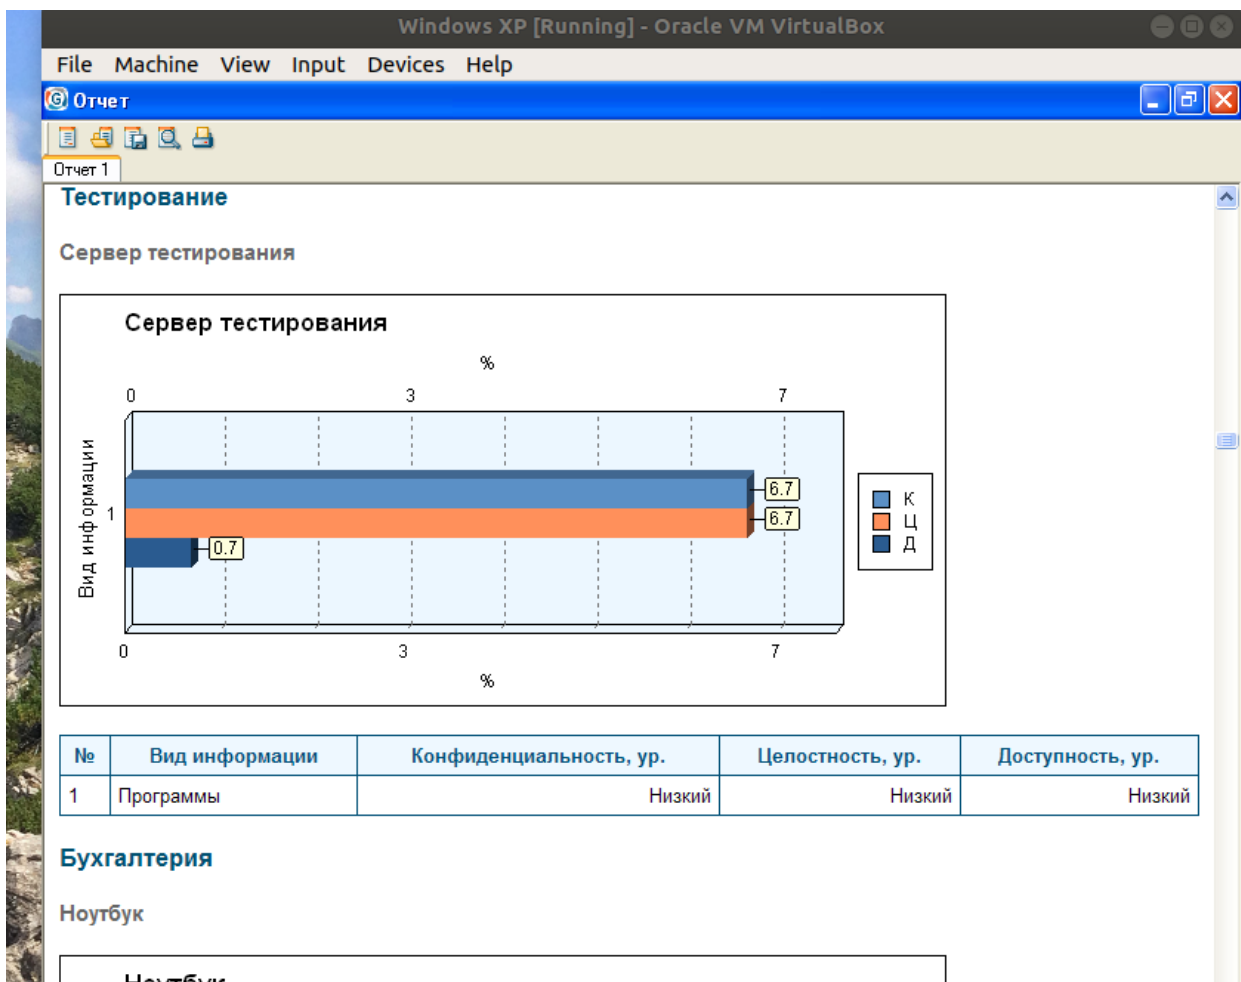 Windows XP [Running] - Oracle VM VirtualBox
File Machine View Input Devices Help
Отчет
Отчет 1
Тестирование
Сервер тестирования
Сервер тестирования
%
0 3 7
Вид информации
1
6.7
6.7
0.7
К
Ц
Д
0 3 7
%
№ Вид информации Конфиденциальность, ур. Целостность, ур. Доступность, ур.
1 Программы Низкий Низкий Низкий
Бухгалтерия
Ноутбук
Ноутбук